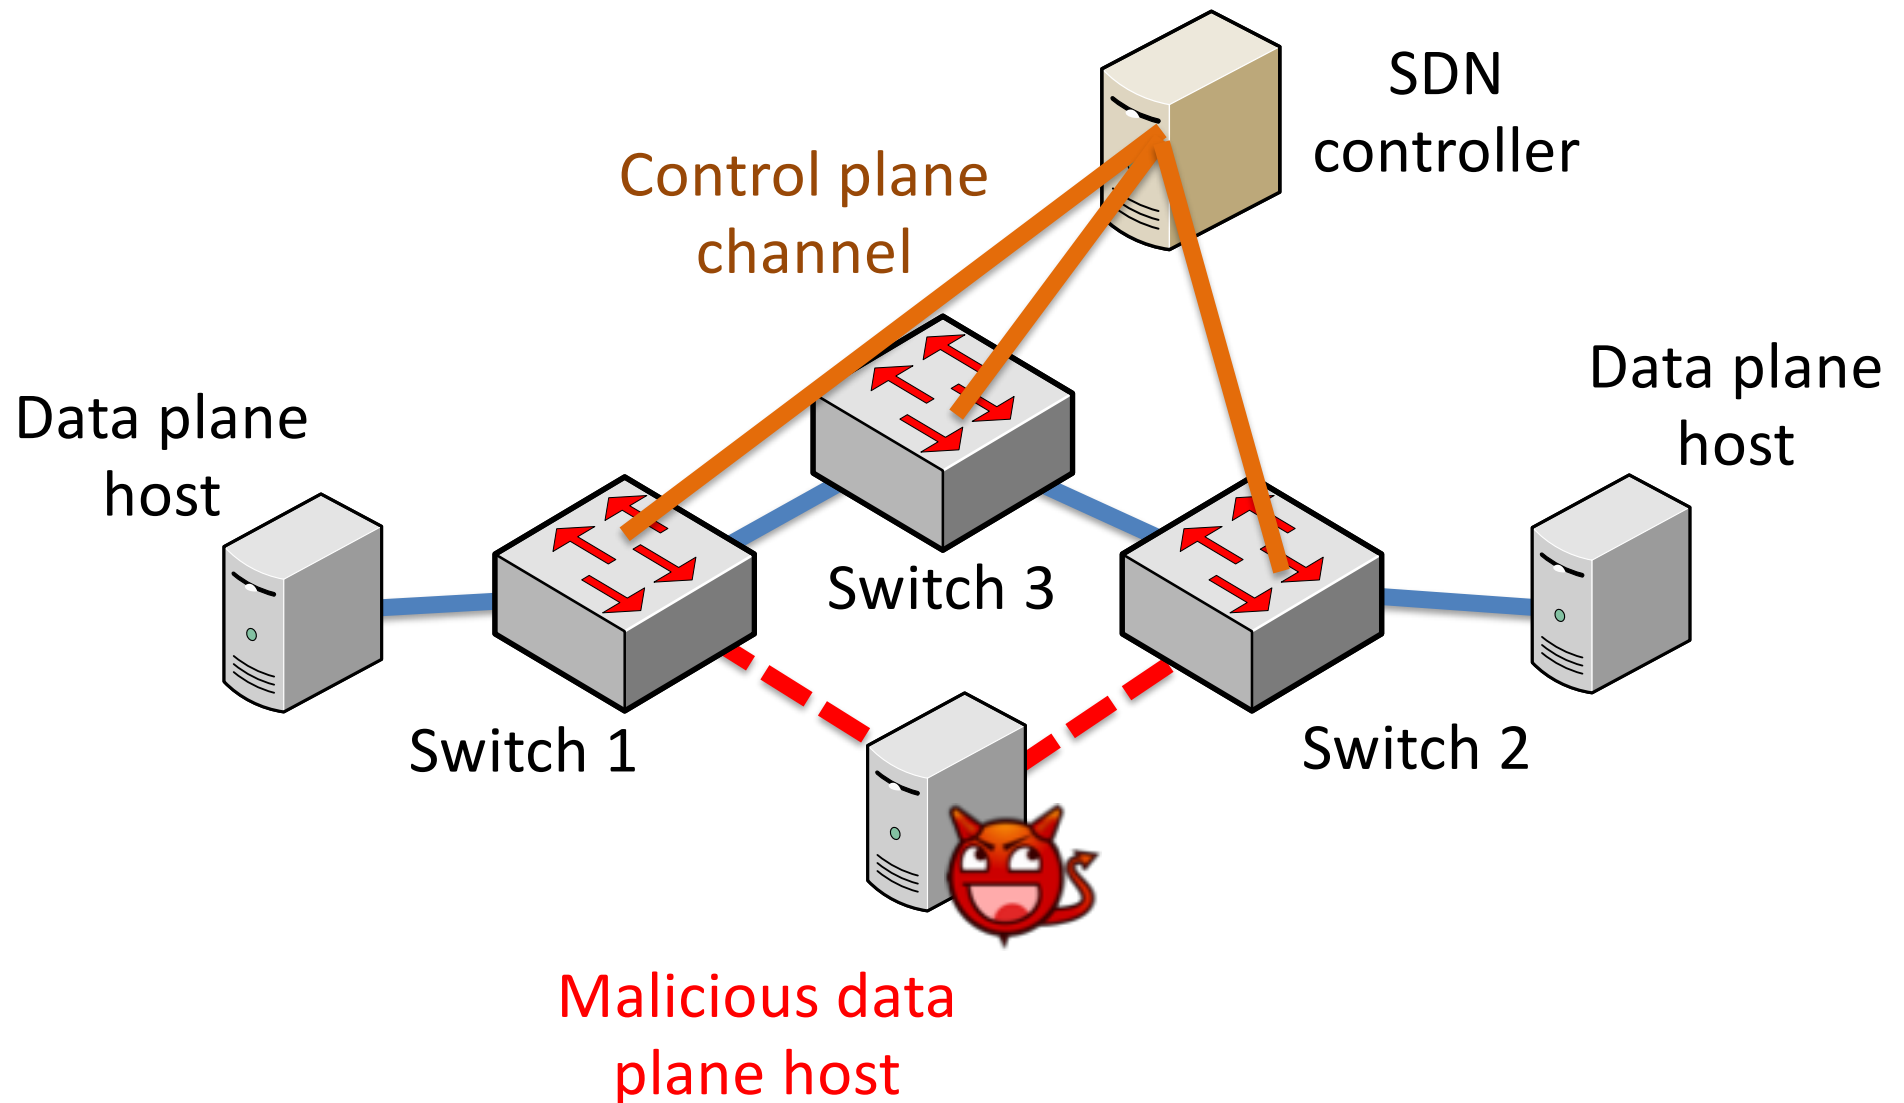 SDN
controller
Control plane
channel
Data plane
host
Data plane
host
Switch 3
Switch 1
Switch 2
Malicious data
plane host